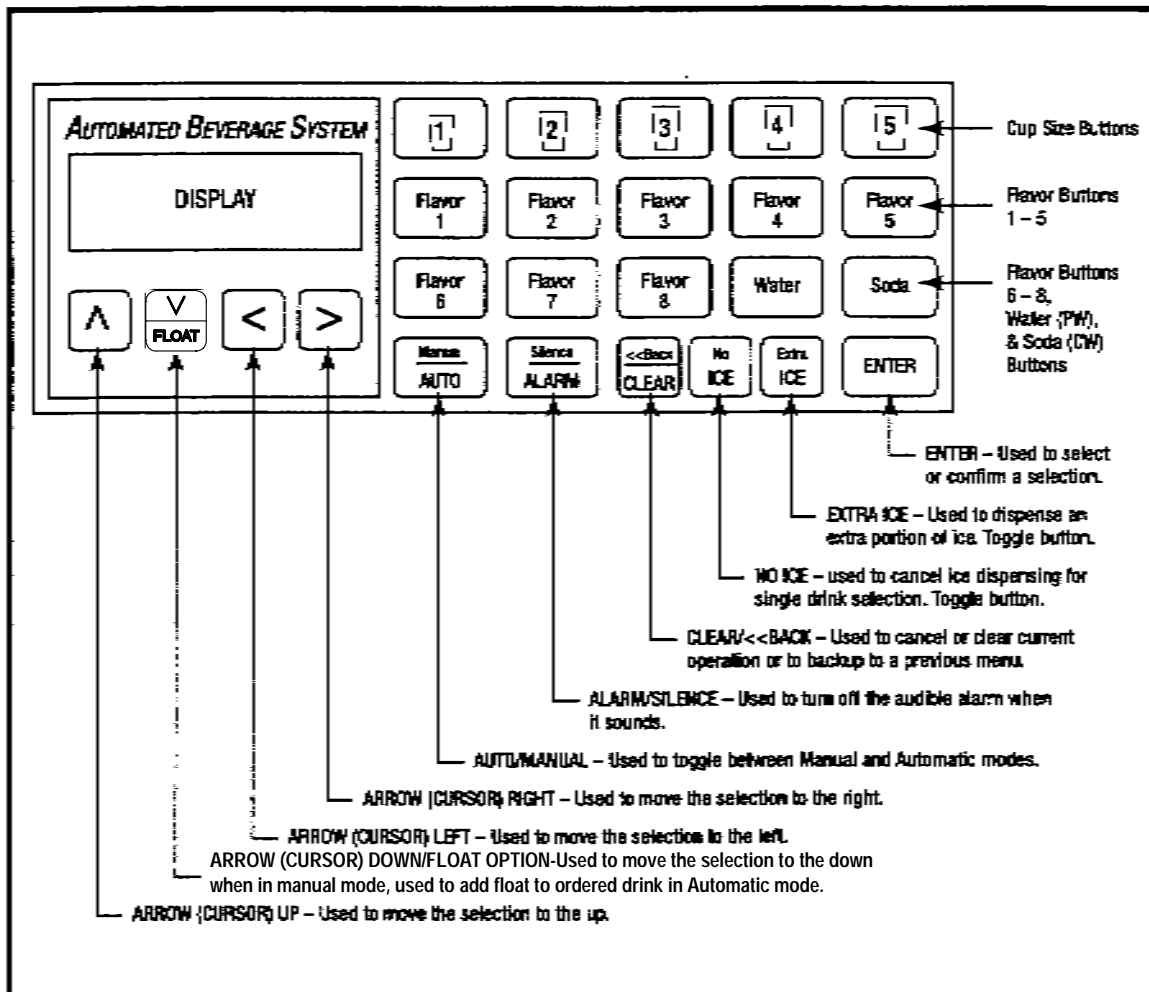 AUTOMATED BEVERAGE SYSTEM
DISPLAY
^
V
FLOAT
<
>
1
2
3
4
5
Cup Size Buttons
Flavor
1
Flavor
2
Flavor
3
Flavor
4
Flavor
5
Flavor Buttons
1 – 5
Flavor
6
Flavor
7
Flavor
8
Water
Soda
Flavor Buttons
6 – 8,
Water (PW),
& Soda (CW)
Buttons
Manual
AUTO
Silence
ALARM
<<Back
CLEAR
No
ICE
Extra
ICE
ENTER
ENTER – Used to select
or confirm a selection.
EXTRA ICE – Used to dispense an
extra portion of ice. Toggle button.
NO ICE – used to cancel ice dispensing for
single drink selection. Toggle button.
CLEAR/<<BACK – Used to cancel or clear current
operation or to backup to a previous menu.
ALARM/SILENCE – Used to turn off the audible alarm when
it sounds.
AUTO/MANUAL – Used to toggle between Manual and Automatic modes.
ARROW (CURSOR) RIGHT – Used to move the selection to the right.
ARROW (CURSOR) LEFT – Used to move the selection to the left.
ARROW (CURSOR) DOWN/FLOAT OPTION-Used to move the selection to the down
when in manual mode, used to add float to ordered drink in Automatic mode.
ARROW (CURSOR) UP – Used to move the selection to the up.